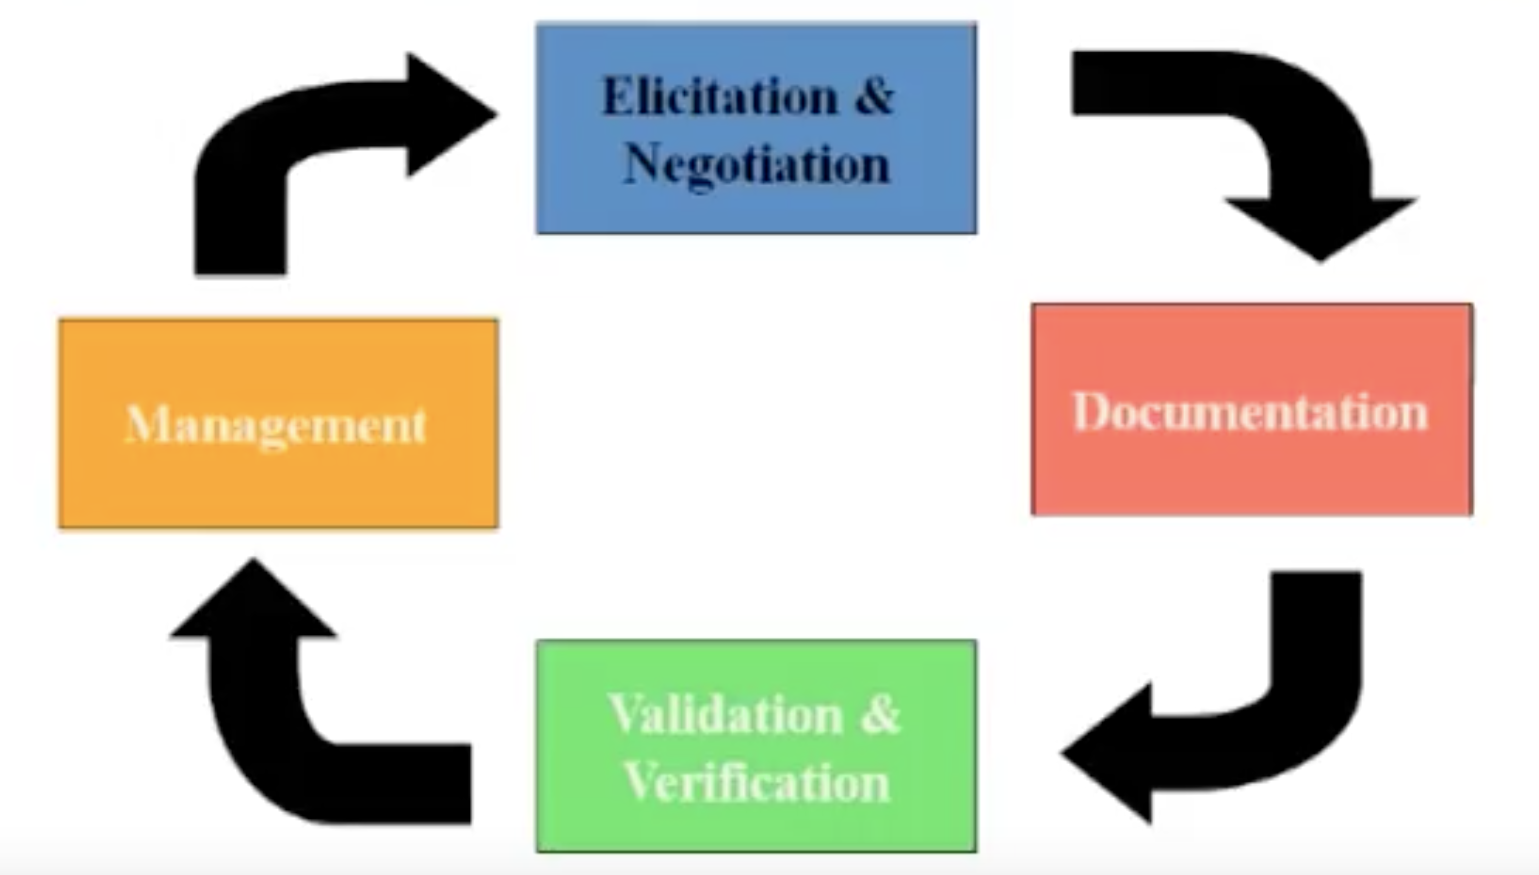 Elicitation &
Negotiation
Management
Documentation
Validation &
Verification